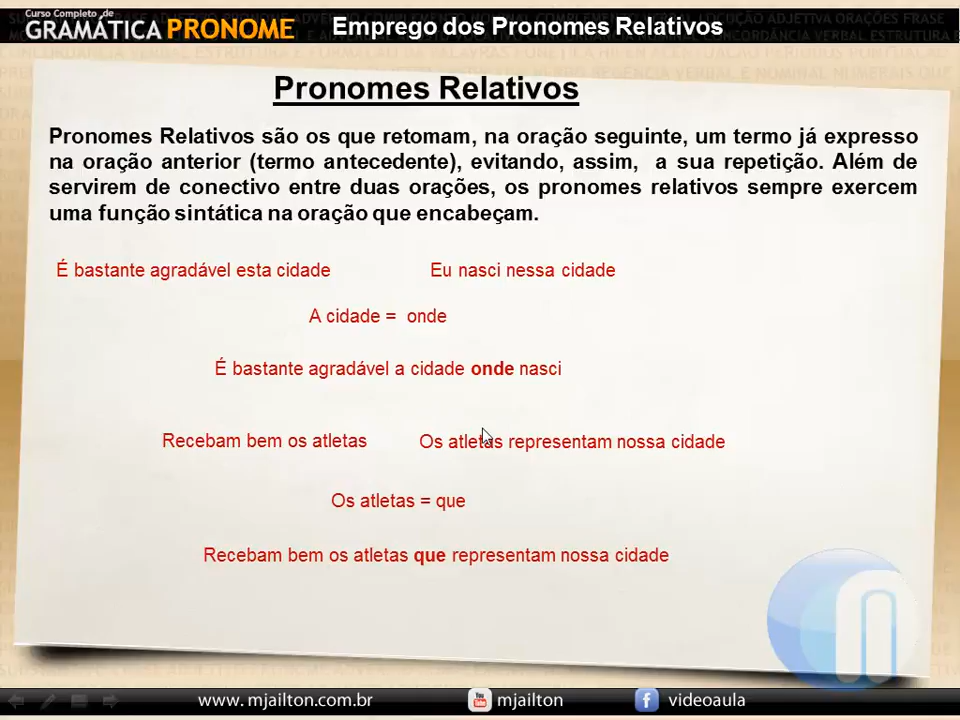 Curso Completo de
GRAMÁTICA PRONOME
Emprego dos Pronomes Relativos
Pronomes Relativos
Pronomes Relativos são os que retomam, na oração seguinte, um termo já expresso
na oração anterior (termo antecedente), evitando, assim, a sua repetição. Além de
servirem de conectivo entre duas orações, os pronomes relativos sempre exercem
uma função sintática na oração que encabeçam.
É bastante agradável esta cidade
Eu nasci nessa cidade
A cidade = onde
É bastante agradável a cidade onde nasci
Recebam bem os atletas
Os atletas representam nossa cidade
Os atletas = que
Recebam bem os atletas que representam nossa cidade
www. mjailton.com.br
You Tube
mjailton
f
videoaula